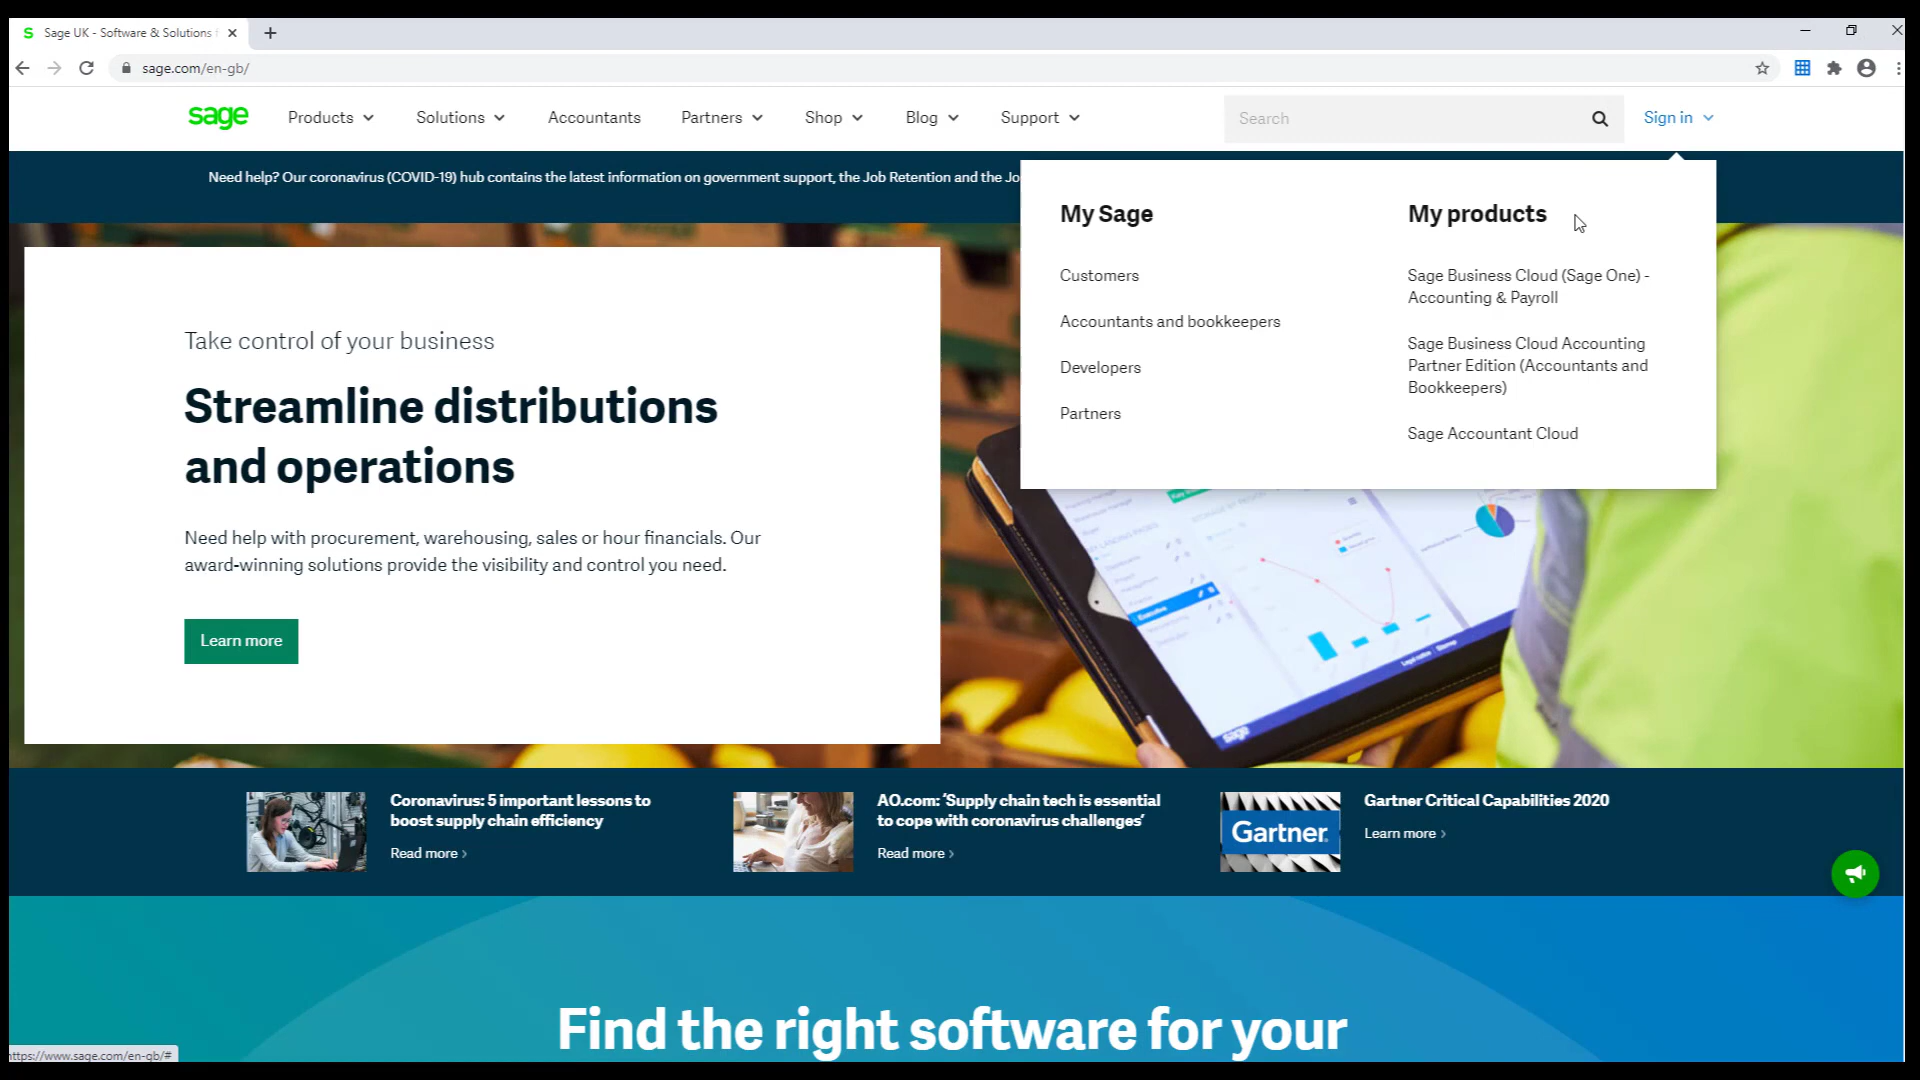 Sage UK - Software & Solutions
sage.com/en-gb/
sage
Products
Solutions
Accountants
Partners
Shop
Blog
Support
Search
Sign in
Need help? Our coronavirus (COVID-19) hub contains the latest information on government support, the Job Retention and the Jo
My Sage
Customers
Accountants and bookkeepers
Developers
Partners
My products
Sage Business Cloud (Sage One) -
Accounting & Payroll
Sage Business Cloud Accounting
Partner Edition (Accountants and
Bookkeepers)
Sage Accountant Cloud
Take control of your business
Streamline distributions
and operations
Need help with procurement, warehousing, sales or hour financials. Our
award-winning solutions provide the visibility and control you need.
Learn more
Executive
sage
Coronavirus: 5 important lessons to
boost supply chain efficiency
Read more
AO.com: ‘Supply chain tech is essential
to cope with coronavirus challenges’
Read more
Gartner
Gartner Critical Capabilities 2020
Learn more
Find the right software for your
https://www.sage.com/en-gb/#